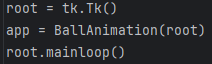 root = tk.Tk()
app = BallAnimation(root)
root.mainloop()